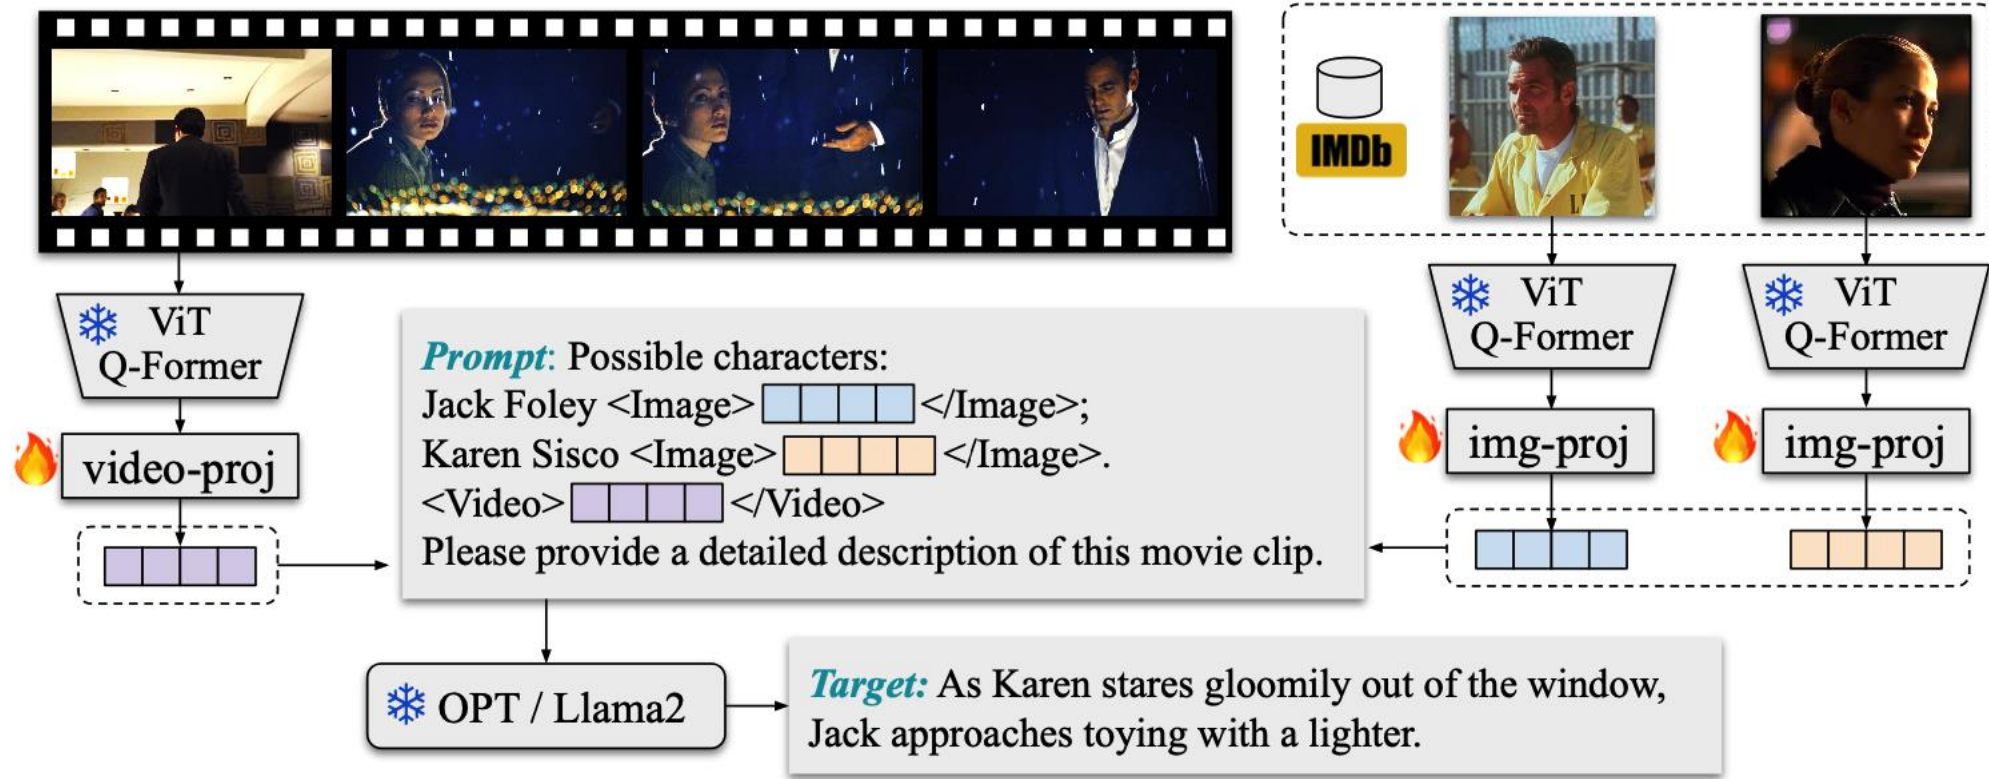 IMDb
ViT
Q-Former
video-proj
Prompt: Possible characters:
Jack Foley <Image> </Image>;
Karen Sisco <Image> </Image>.
<Video> </Video>
Please provide a detailed description of this movie clip.
ViT
Q-Former
img-proj
ViT
Q-Former
img-proj
OPT / Llama2
Target: As Karen stares gloomily out of the window,
Jack approaches toying with a lighter.